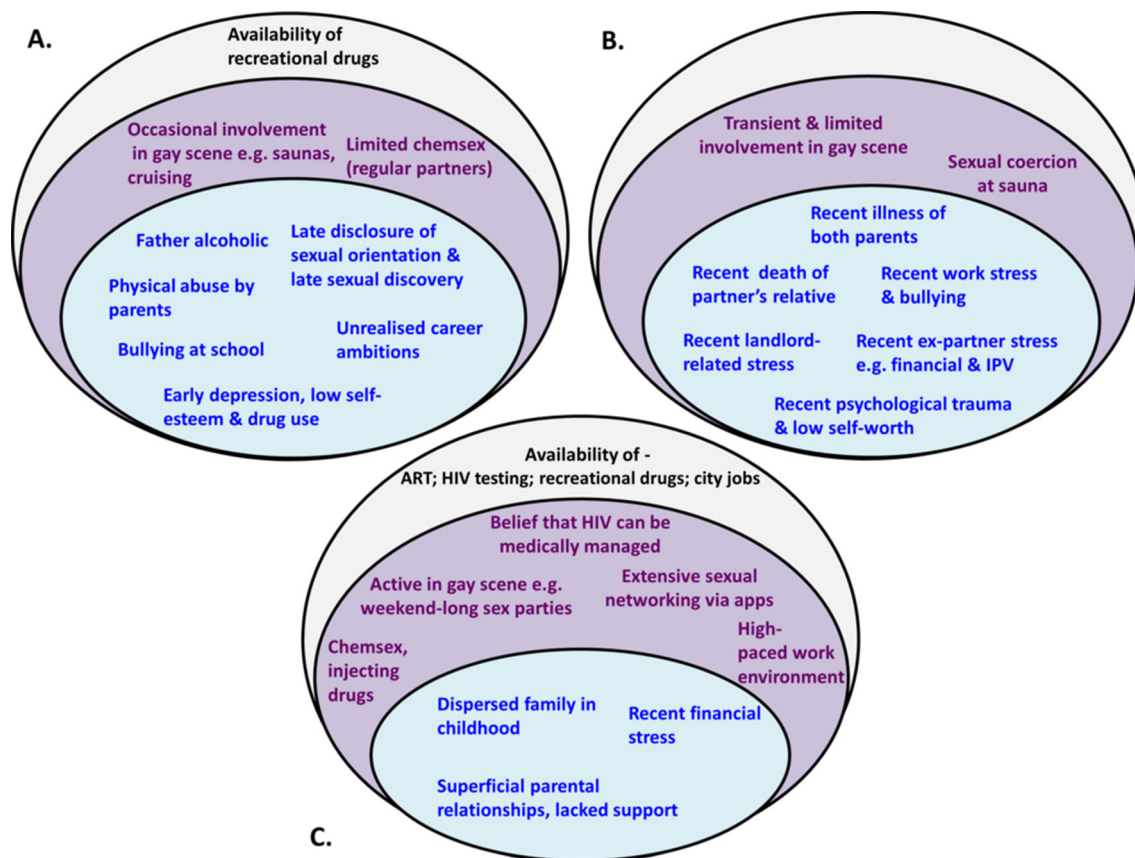 A.
Availability of
recreational drugs
Occasional involvement
in gay scene e.g. saunas,
cruising
Limited chemsex
(regular partners)
Father alcoholic
Late disclosure of
sexual orientation &
late sexual discovery
Physical abuse by
parents
Unrealised career
ambitions
Bullying at school
Early depression, low self-
esteem & drug use
B.
Transient & limited
involvement in gay scene
Sexual coercion
at sauna
Recent illness of
both parents
Recent death of
partner's relative
Recent work stress
& bullying
Recent landlord-
related stress
Recent ex-partner stress
e.g. financial & IPV
Recent psychological trauma
& low self-worth
Availability of -
ART; HIV testing; recreational drugs; city jobs
Belief that HIV can be
medically managed
Active in gay scene e.g.
weekend-long sex parties
Extensive sexual
networking via apps
Chemsex,
injecting
drugs
High-
paced work
environment
Dispersed family in
childhood
Recent financial
stress
Superficial parental
relationships, lacked support
C.